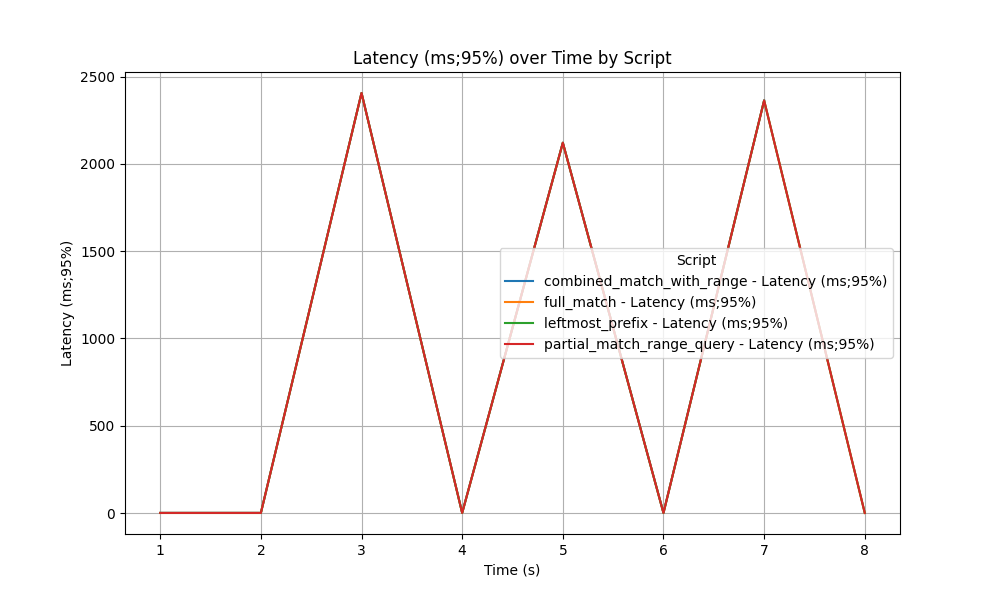 Latency (ms;95%) over Time by Script
2500
2000
1500
1000
500
0
Latency (ms;95%)
Script
combined_match_with_range - Latency (ms;95%)
full_match - Latency (ms;95%)
leftmost_prefix - Latency (ms;95%)
partial_match_range_query - Latency (ms;95%)
1 2 3 4 5 6 7 8
Time (s)